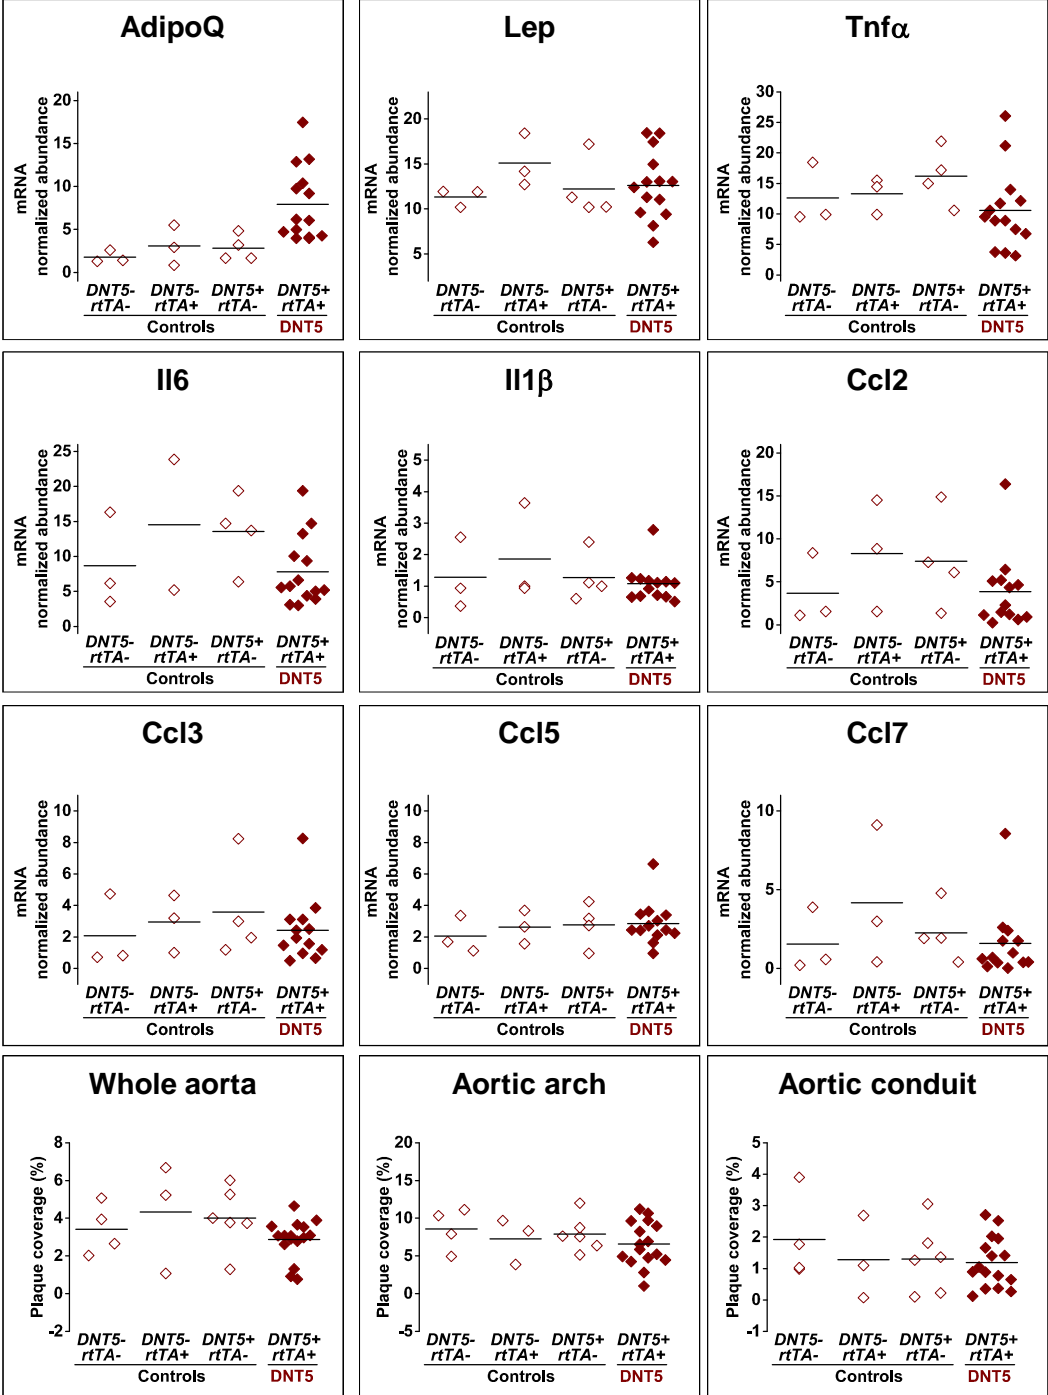 AdipoQ
mRNA
normalized abundance
20
15
10
5
0
DNT5- DNT5- DNT5+ DNT5+
rtTA- rtTA+ rtTA- rtTA+
Controls DNT5
Lep
mRNA
normalized abundance
20
15
10
5
DNT5- DNT5- DNT5+ DNT5+
rtTA- rtTA+ rtTA- rtTA+
Controls DNT5
Tnfα
mRNA
normalized abundance
30
25
20
15
10
5
0
DNT5- DNT5- DNT5+ DNT5+
rtTA- rtTA+ rtTA- rtTA+
Controls DNT5
Il6
mRNA
normalized abundance
25
20
15
10
5
0
DNT5- DNT5- DNT5+ DNT5+
rtTA- rtTA+ rtTA- rtTA+
Controls DNT5
Il1β
mRNA
normalized abundance
5
4
3
2
1
0
DNT5- DNT5- DNT5+ DNT5+
rtTA- rtTA+ rtTA- rtTA+
Controls DNT5
Ccl2
mRNA
normalized abundance
20
15
10
5
0
DNT5- DNT5- DNT5+ DNT5+
rtTA- rtTA+ rtTA- rtTA+
Controls DNT5
Ccl3
mRNA
normalized abundance
10
8
6
4
2
0
DNT5- DNT5- DNT5+ DNT5+
rtTA- rtTA+ rtTA- rtTA+
Controls DNT5
Ccl5
mRNA
normalized abundance
10
8
6
4
2
0
DNT5- DNT5- DNT5+ DNT5+
rtTA- rtTA+ rtTA- rtTA+
Controls DNT5
Ccl7
mRNA
normalized abundance
10
5
0
DNT5- DNT5- DNT5+ DNT5+
rtTA- rtTA+ rtTA- rtTA+
Controls DNT5
Whole aorta
Plaque coverage (%)
8
6
4
2
0
-2
DNT5- DNT5- DNT5+ DNT5+
rtTA- rtTA+ rtTA- rtTA+
Controls DNT5
Aortic arch
Plaque coverage (%)
20
15
10
5
0
-5
DNT5- DNT5- DNT5+ DNT5+
rtTA- rtTA+ rtTA- rtTA+
Controls DNT5
Aortic conduit
Plaque coverage (%)
5
4
3
2
1
0
-1
DNT5- DNT5- DNT5+ DNT5+
rtTA- rtTA+ rtTA- rtTA+
Controls DNT5